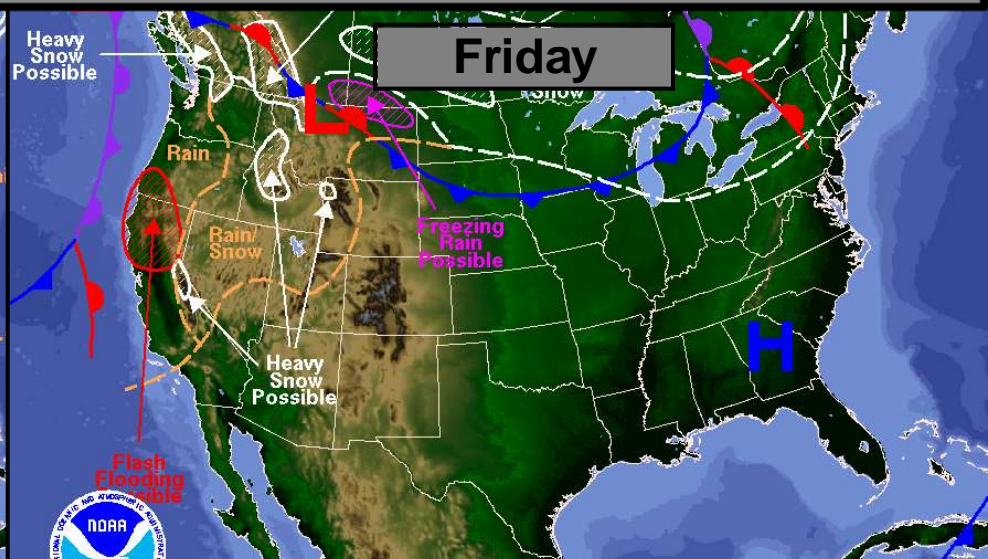 Friday
Heavy
Snow
Possible
Snow
L
Rain
Freezing
Rain
Possible
Rain/
Snow
H
Heavy
Snow
Possible
Flash
Flooding
NOAA